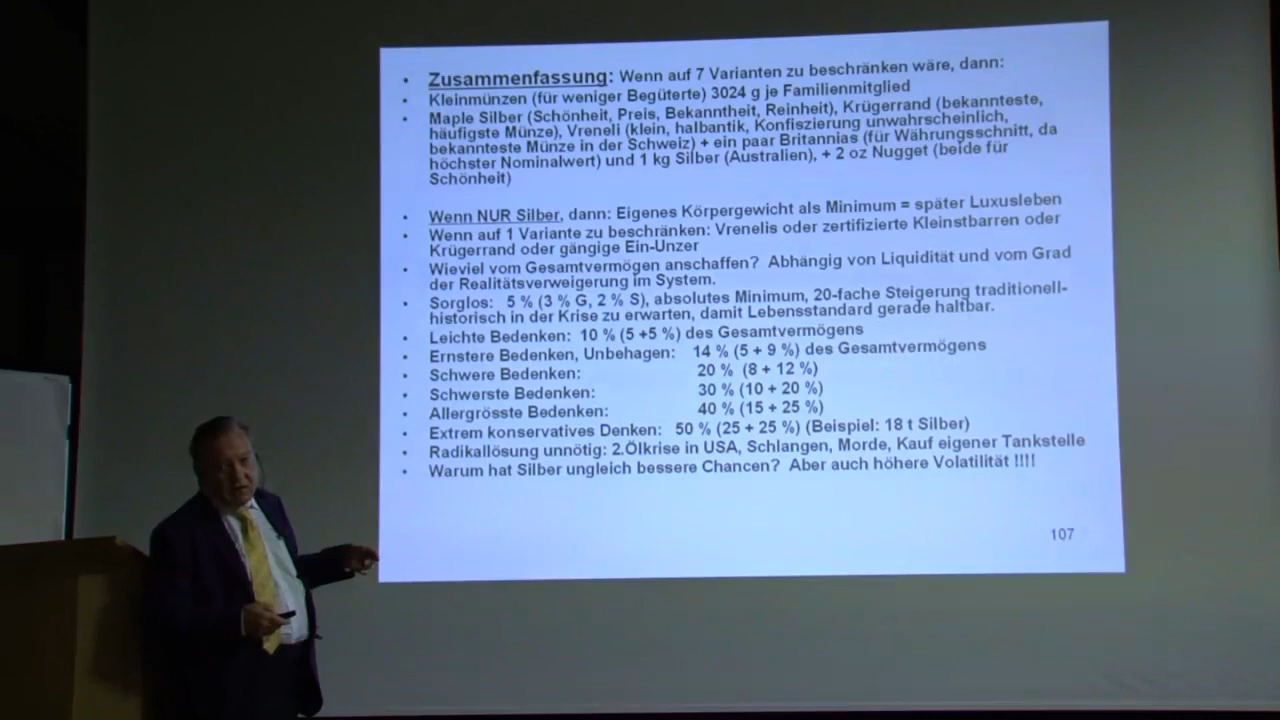 • Zusammenfassung: Wenn auf 7 Varianten zu beschränken wäre, dann:
• Kleinmünzen (für weniger Begüterte) 3024 g je Familienmitglied
• Maple Silber (Schönheit, Preis, Bekanntheit, Reinheit), Krügerrand (bekannteste,
häufigste Münze), Vreneli (klein, halbantik, Konfiszierung unwahrscheinlich,
bekannteste Münze in der Schweiz) + ein paar Britannias (für Währungsschnitt, da
höchster Nominalwert) und 1 kg Silber (Australien), + 2 oz Nugget (beide für
Schönheit)
• Wenn NUR Silber, dann: Eigenes Körpergewicht als Minimum = später Luxusleben
• Wenn auf 1 Variante zu beschränken: Vrenelis oder zertifizierte Kleinstbarren oder
Krügerrand oder gängige Ein-Unzer
• Wieviel vom Gesamtvermögen anschaffen? Abhängig von Liquidität und vom Grad
der Realitätsverweigerung im System.
• Sorglos: 5 % (3 % G, 2 % S), absolutes Minimum, 20-fache Steigerung traditionell-
historisch in der Krise zu erwarten, damit Lebensstandard gerade haltbar.
• Leichte Bedenken: 10 % (5 +5 %) des Gesamtvermögens
• Ernstere Bedenken, Unbehagen: 14 % (5 + 9 %) des Gesamtvermögens
• Schwere Bedenken: 20 % (8 + 12 %)
• Schwerste Bedenken: 30 % (10 + 20 %)
• Allergrösste Bedenken: 40 % (15 + 25 %)
• Extrem konservatives Denken: 50 % (25 + 25 %) (Beispiel: 18 t Silber)
• Radikallösung unnötig: 2.Ölkrise in USA, Schlangen, Morde, Kauf eigener Tankstelle
• Warum hat Silber ungleich bessere Chancen? Aber auch höhere Volatilität !!!!
107